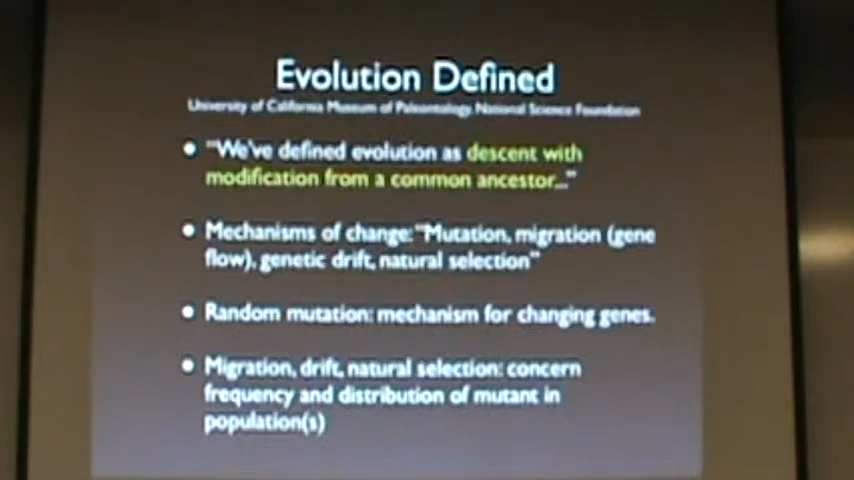 Evolution Defined
University of California Museum of Paleontology, National Science Foundation
• "We've defined evolution as descent with
modification from a common ancestor..."
• Mechanisms of change: "Mutation, migration (gene
flow), genetic drift, natural selection"
• Random mutation: mechanism for changing genes.
• Migration, drift, natural selection: concern
frequency and distribution of mutant in
population(s)